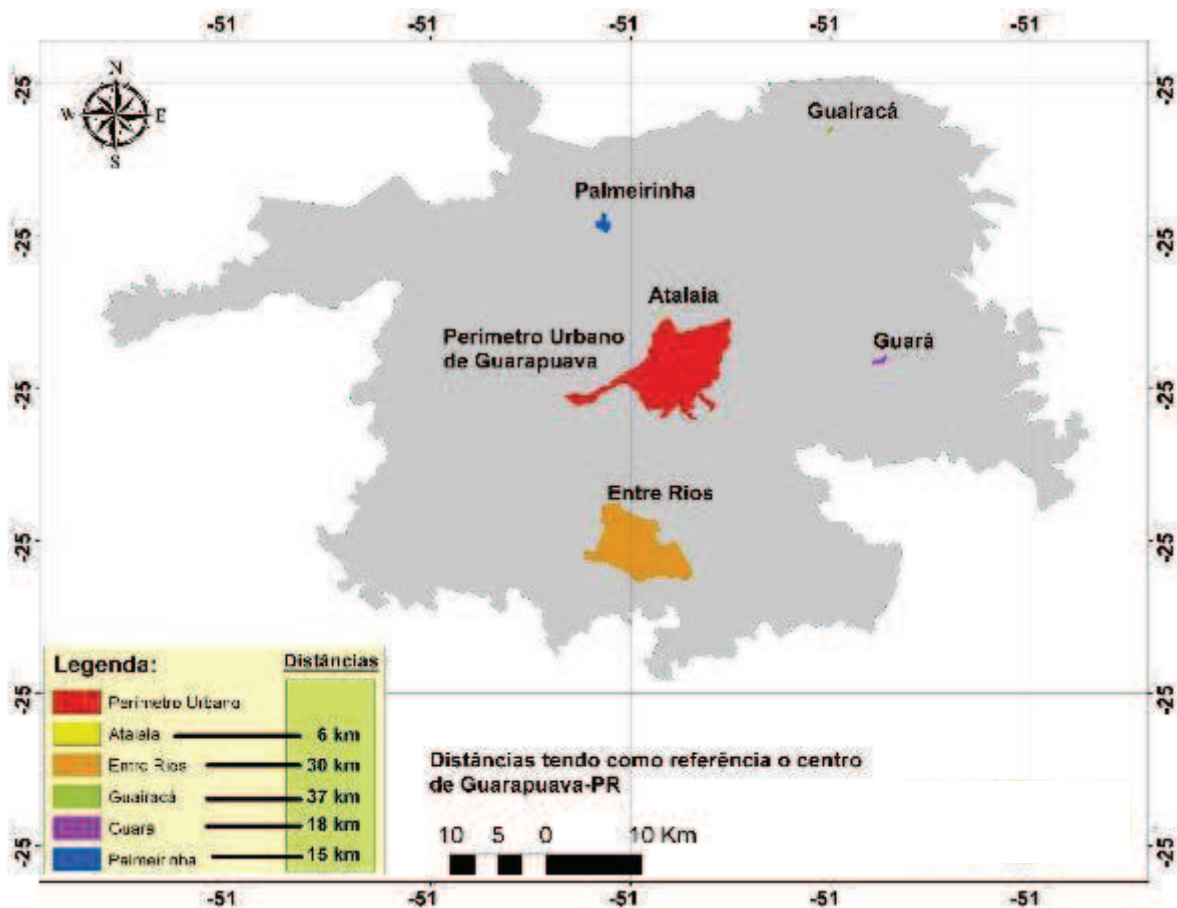 -51 -51 -51 -51 -51
-25 -25
N
W E
S
Guairacá
Palmeirinha
-25 -25
Atalaia
Perimetro Urbano
de Guarapuava
Guará
-25 -25
Entre Rios
-25 -25
Legenda: Distâncias
Perímetro Urbano
Atalaia 6 km
Entre Rios 30 km
Guairacá 37 km
Guará 18 km
Palmeirinha 15 km
-25 -25
Distâncias tendo como referência o centro
de Guarapuava-PR
10 5 0 10 Km
-25
-25
-51 -51 -51 -51 -51